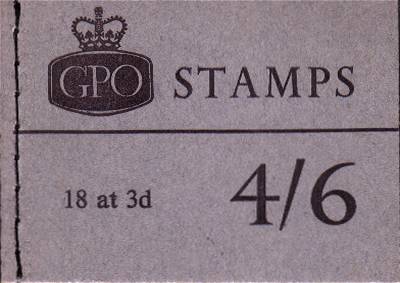 GPO STAMPS
18 at 3d 4/6